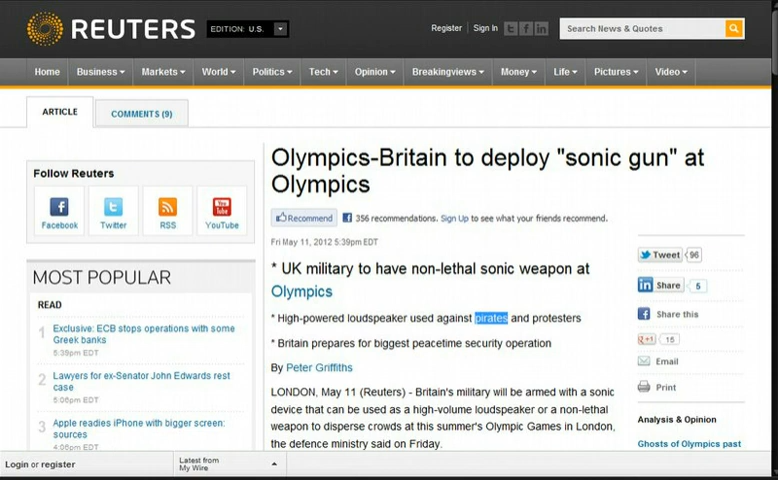 REUTERS
EDITION: U.S.
Register
Sign In
Search News & Quotes
Home
Business
Markets
World
Politics
Tech
Opinion
Breakingviews
Money
Life
Pictures
Video
ARTICLE
COMMENTS (9)
Follow Reuters
Facebook
Twitter
RSS
YouTube
MOST POPULAR
READ
1 Exclusive: ECB stops operations with some
Greek banks
5:38pm EDT
2 Lawyers for ex-Senator John Edwards rest
case
5:06pm EDT
3 Apple readies iPhone with bigger screen:
sources
4:06pm EDT
Olympics-Britain to deploy "sonic gun" at
Olympics
Recommend
356 recommendations. Sign Up to see what your friends recommend.
Fri May 11, 2012 5:39pm EDT
* UK military to have non-lethal sonic weapon at
Olympics
* High-powered loudspeaker used against pirates and protesters
* Britain prepares for biggest peacetime security operation
By Peter Griffiths
LONDON, May 11 (Reuters) - Britain's military will be armed with a sonic
device that can be used as a high-volume loudspeaker or a non-lethal
weapon to disperse crowds at this summer's Olympic Games in London,
the defence ministry said on Friday.
Tweet 96
Share 5
Share this
+1 15
Email
Print
Analysis & Opinion
Ghosts of Olympics past
Login or register
Latest from
My Wire